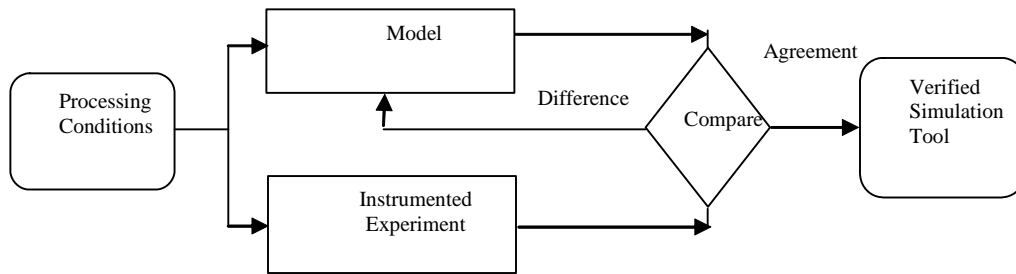 Processing
Conditions
Model
Instrumented
Experiment
Difference
Compare
Agreement
Verified
Simulation
Tool